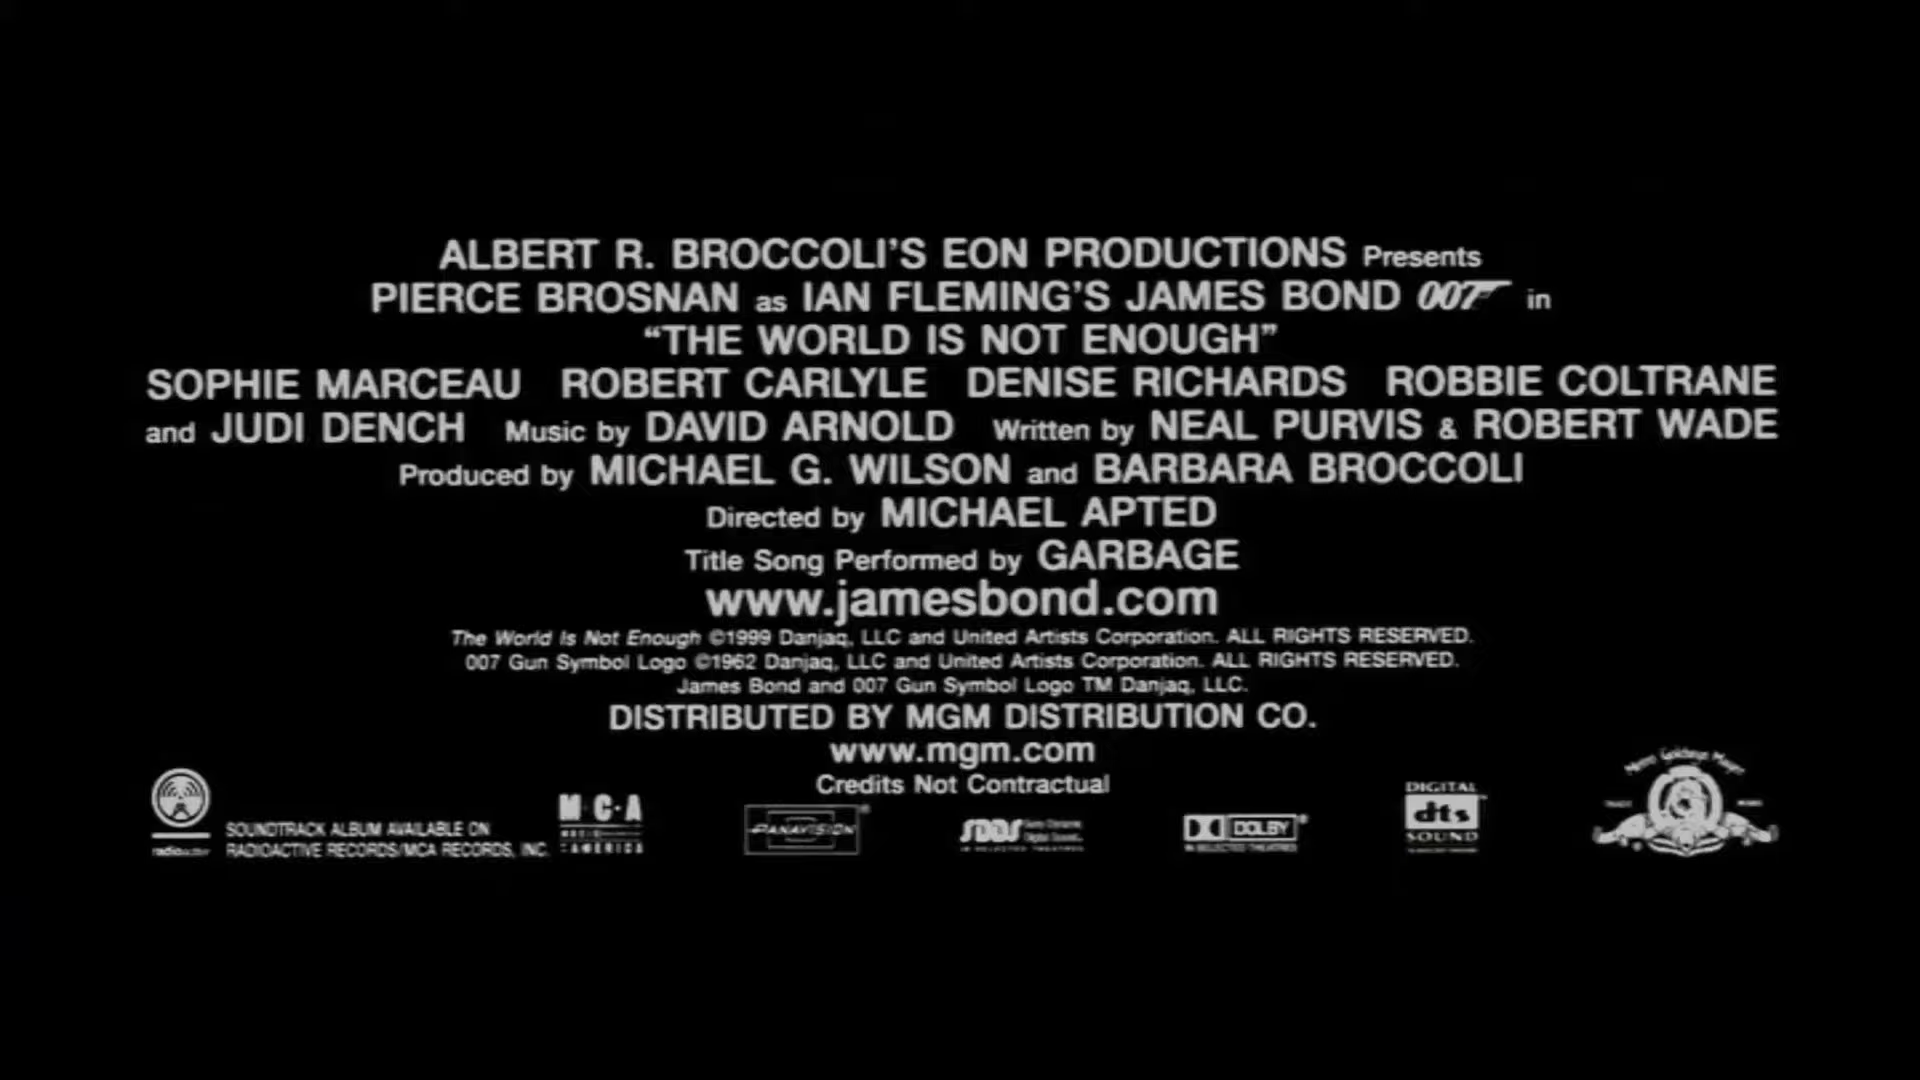 ALBERT R. BROCCOLI'S EON PRODUCTIONS Presents
PIERCE BROSNAN as IAN FLEMING'S JAMES BOND 007 in
“THE WORLD IS NOT ENOUGH”
SOPHIE MARCEAU ROBERT CARLYLE DENISE RICHARDS ROBBIE COLTRANE
and JUDI DENCH Music by DAVID ARNOLD Written by NEAL PURVIS & ROBERT WADE
Produced by MICHAEL G. WILSON and BARBARA BROCCOLI
Directed by MICHAEL APTED
Title Song Performed by GARBAGE
www.jamesbond.com
The World Is Not Enough ©1999 Danjaq, LLC and United Artists Corporation. ALL RIGHTS RESERVED.
007 Gun Symbol Logo ©1962 Danjaq, LLC and United Artists Corporation. ALL RIGHTS RESERVED.
James Bond and 007 Gun Symbol Logo TM Danjaq, LLC.
DISTRIBUTED BY MGM DISTRIBUTION CO.
www.mgm.com
Credits Not Contractual
SOUNDTRACK ALBUM AVAILABLE ON
RADIOACTIVE RECORDS/MCA RECORDS, INC.
M·C·A
PANAVISION®
SDDS
DOLBY®
IN SELECTED THEATRES
DIGITAL
dts
SOUND